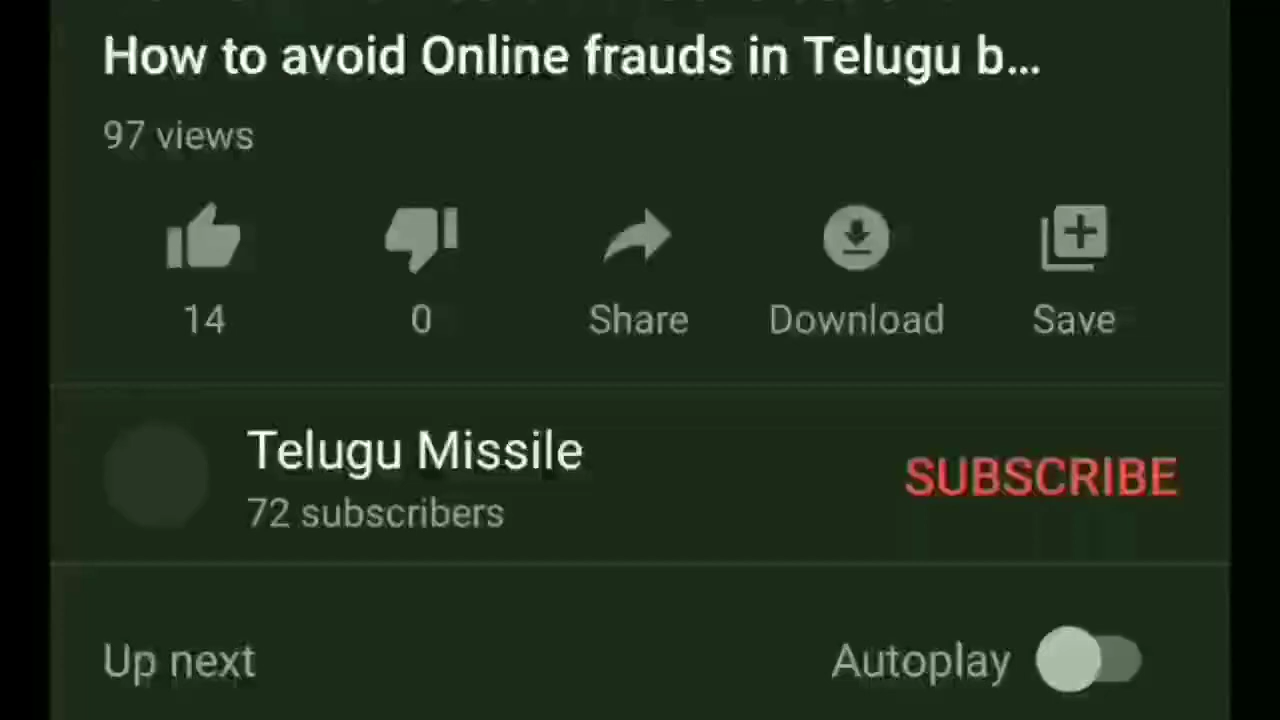 How to avoid Online frauds in Telugu b...
97 views
14
0
Share
Download
Save
Telugu Missile
72 subscribers
SUBSCRIBE
Up next
Autoplay